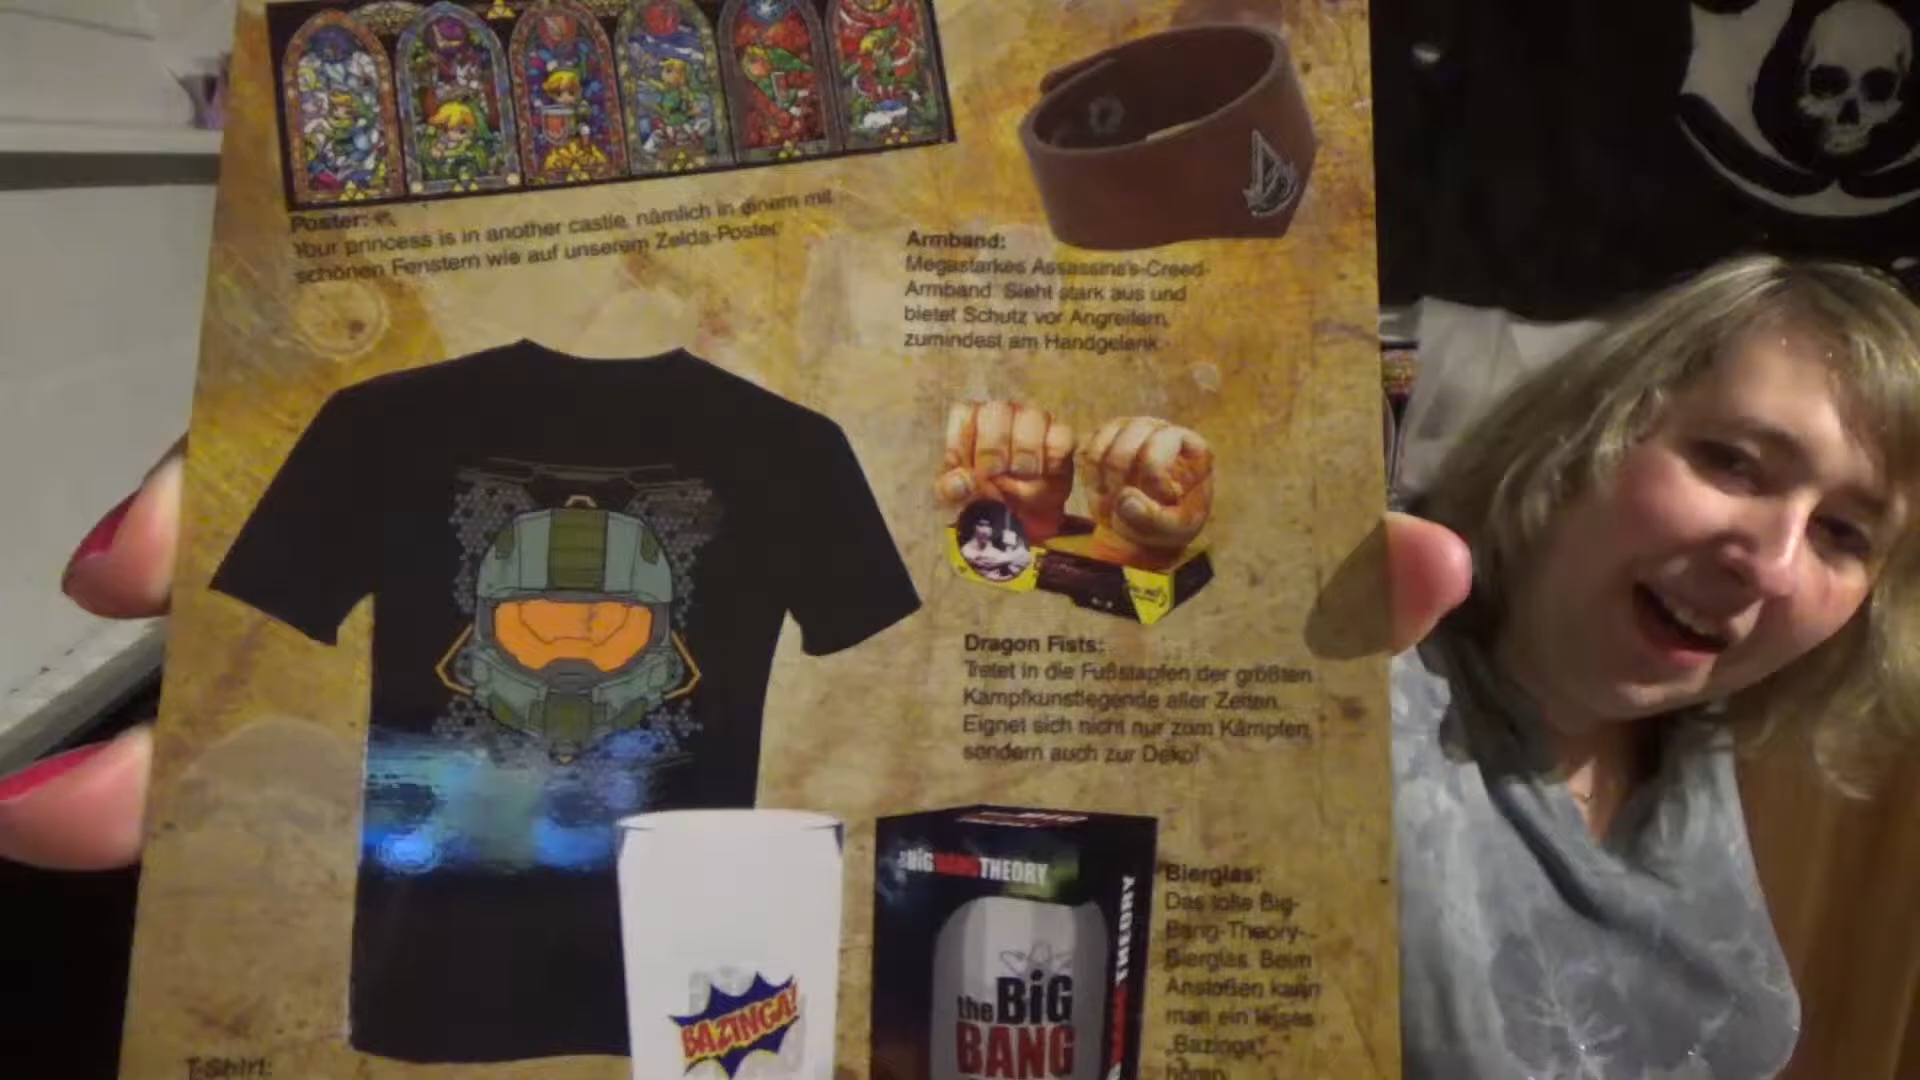 Poster:
Your princess is in another castle, nämlich in einem mit
schönen Fenstern wie auf unserem Zelda-Poster.
Armband:
Megastarkes Assassins's-Creed-
Armband. Sieht stark aus und
bietet Schutz vor Angreifern,
zumindest am Handgelenk.
Dragon Fists:
Tretet in die Fußstapfen der größten
Kampfkunstlegende aller Zeiten.
Eignet sich nicht nur zum Kämpfen,
sondern auch zur Deko!
THE BIG BANG THEORY
THEORY
the BiG
BANG
BAZINGA!
Bierglas:
Das tolle Big-
Bang-Theory-
Bierglas. Beim
Anstoßen kann
man ein leises
„Bazinga“
hören.
T-Shirt: